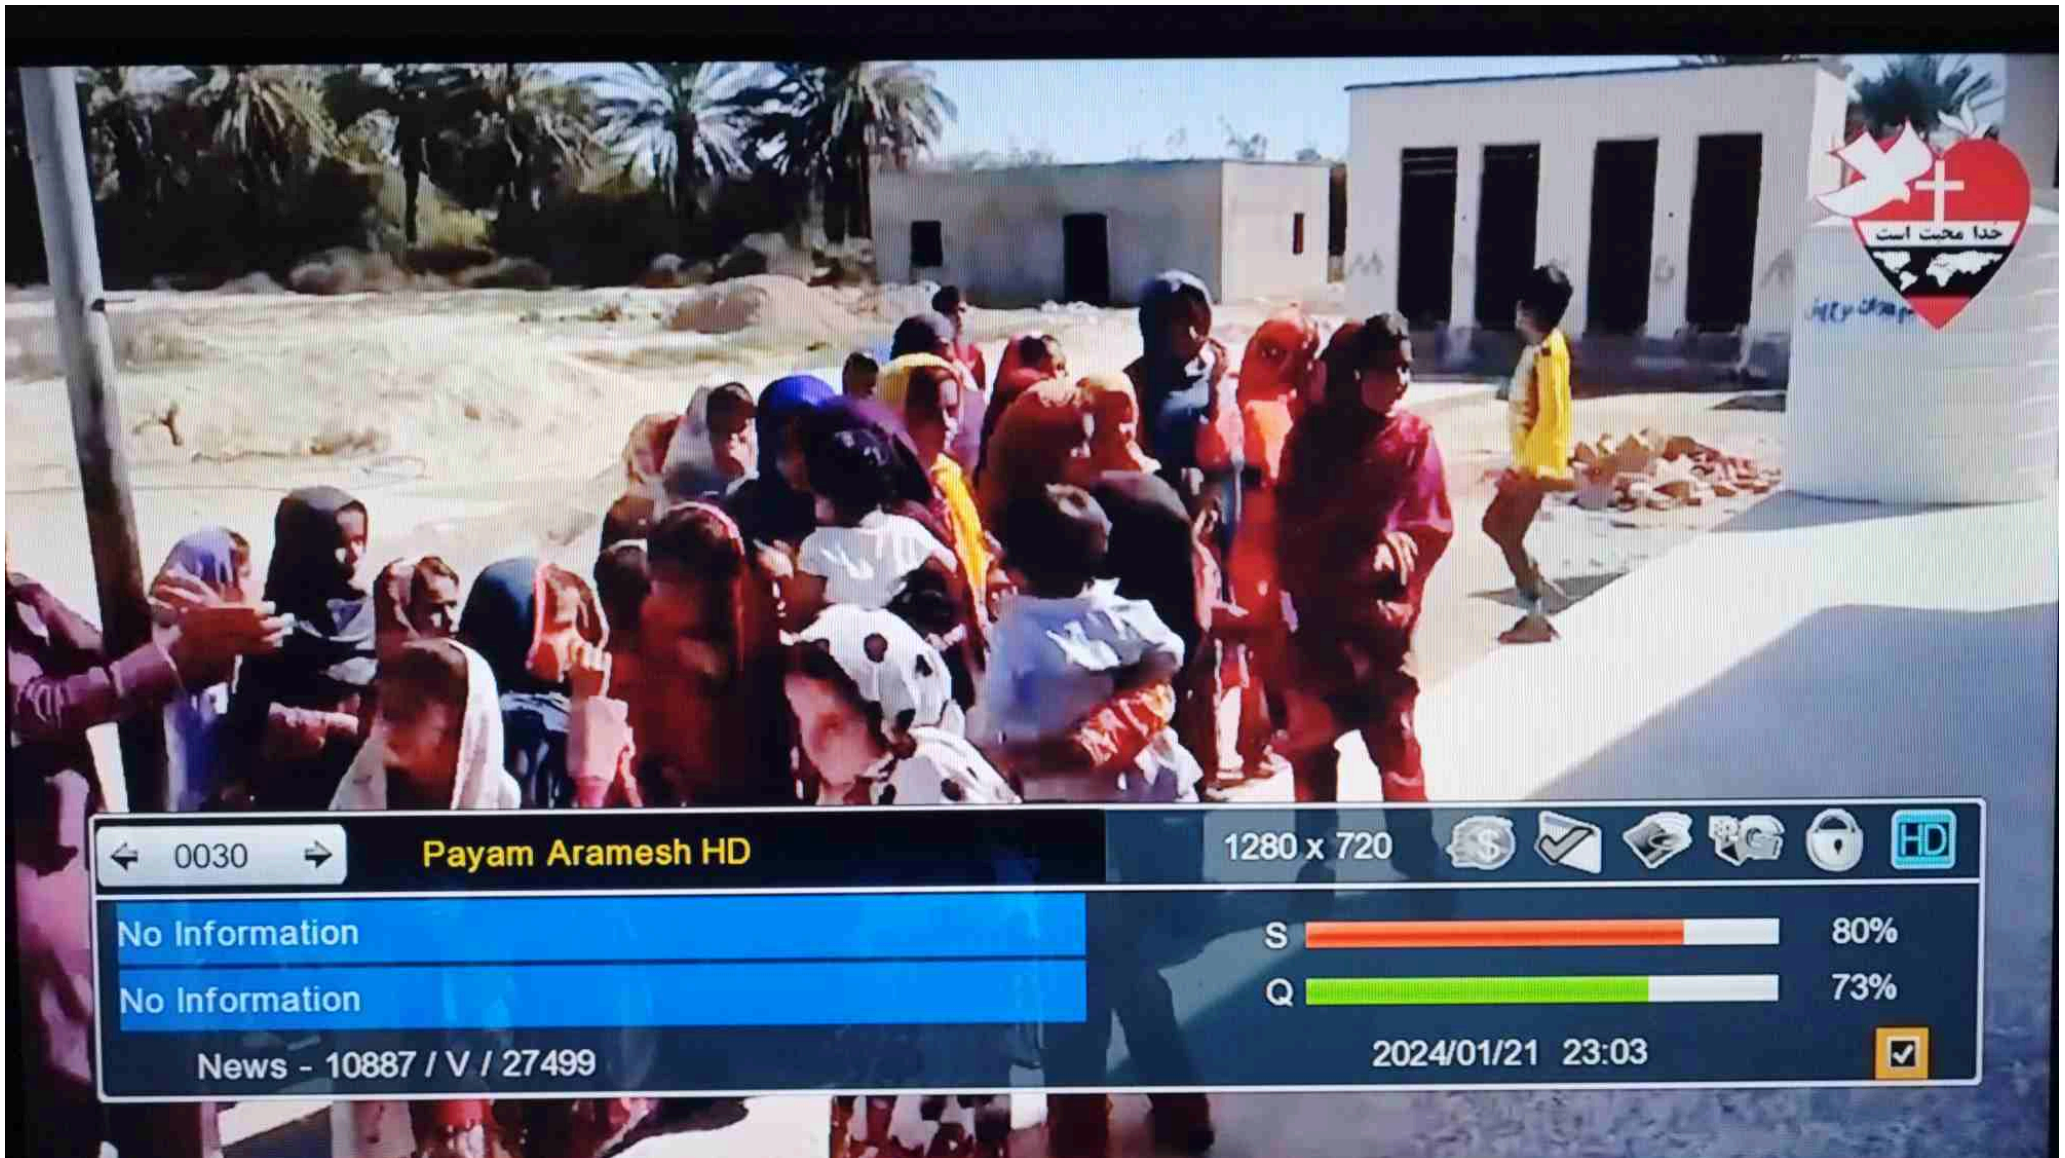 خدا محبت است
0030
Payam Aramesh HD
1280 x 720
HD
No Information
S
80%
No Information
Q
73%
News - 10887 / V / 27499
2024/01/21 23:03